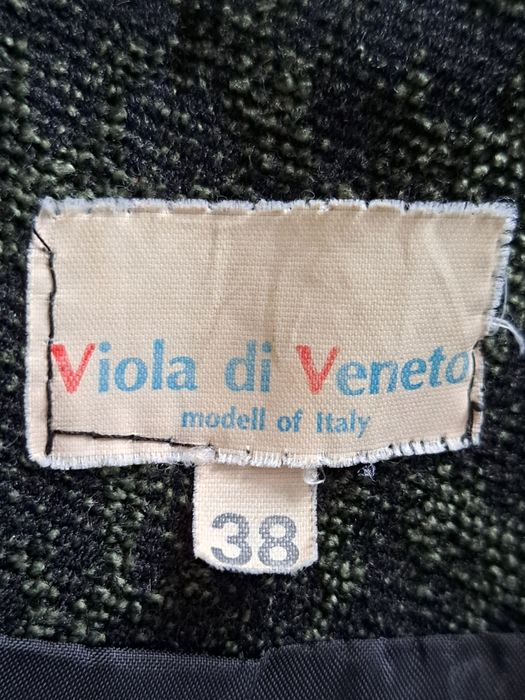 Viola di Veneto
modell of Italy
38